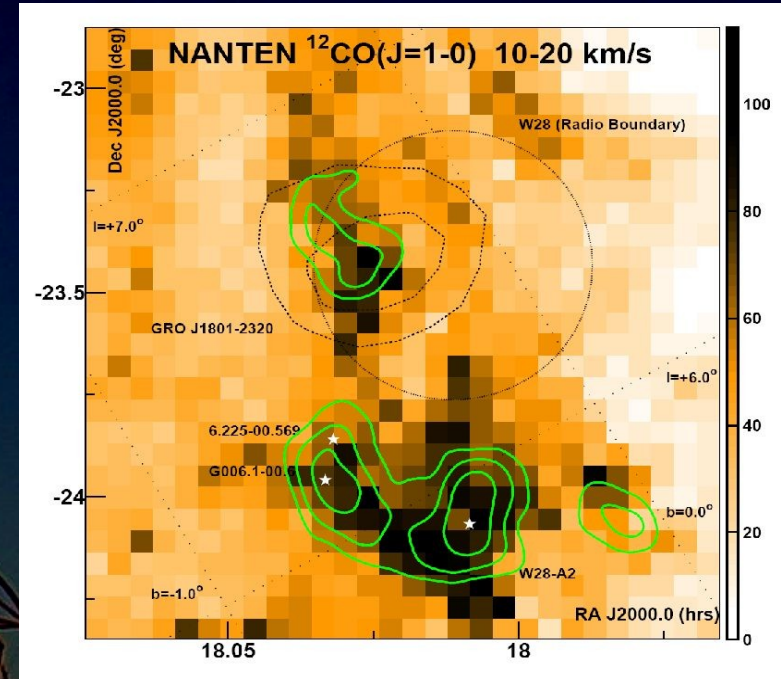 NANTEN ¹²CO(J=1-0) 10-20 km/s
Dec J2000.0 (deg)
-23
W28 (Radio Boundary)
100
80
l=+7.0°
-23.5
GRO J1801-2320
60
l=+6.0°
6.225-00.569
40
G006.1-00.6
-24
b=0.0°
20
W28-A2
b=-1.0°
RA J2000.0 (hrs)
0
18.05
18